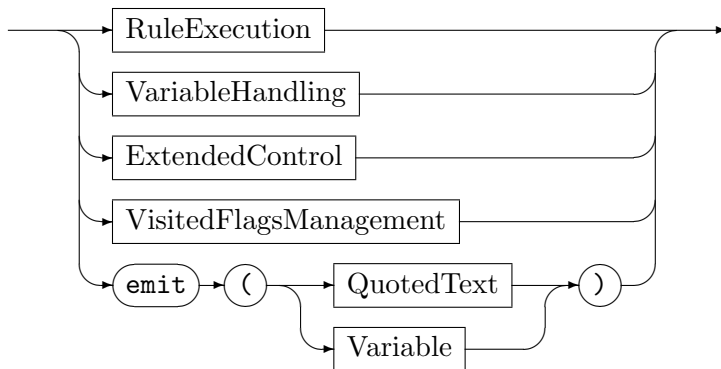 RuleExecution
VariableHandling
ExtendedControl
VisitedFlagsManagement
emit ( QuotedText )
Variable